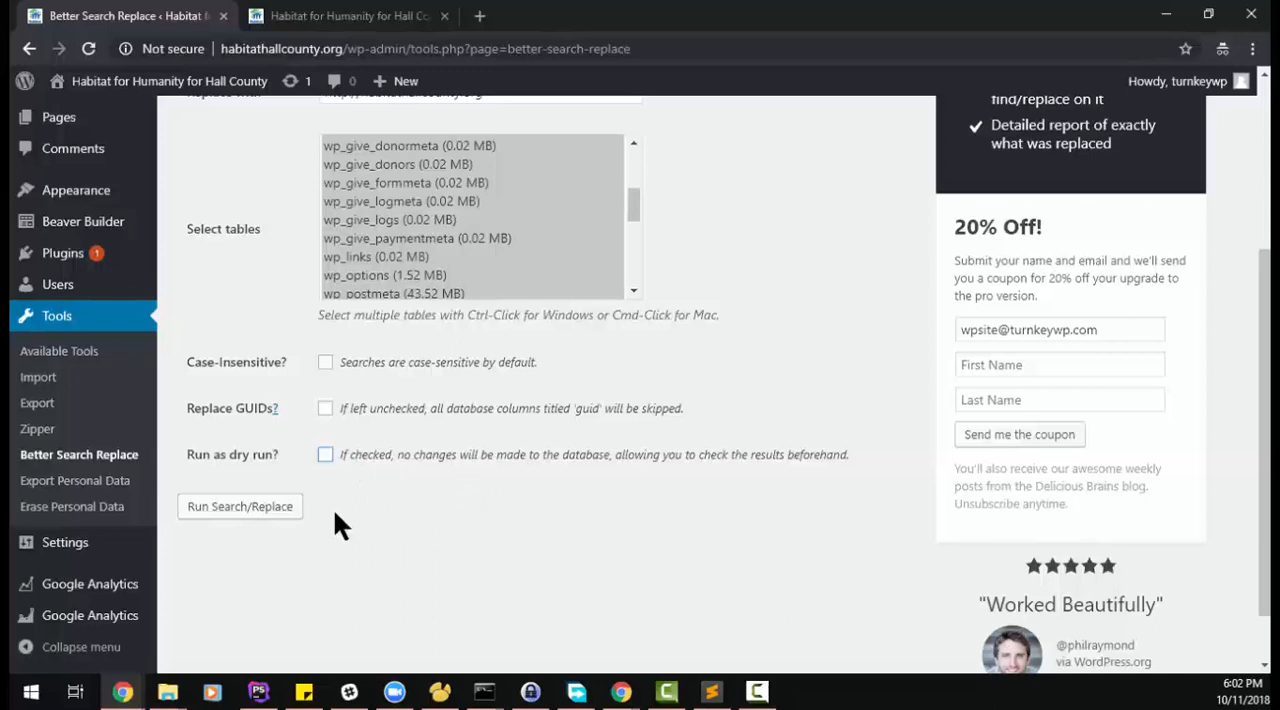 Better Search Replace ‹ Habitat f
Habitat for Humanity for Hall Co
Not secure
habitathallcounty.org/wp-admin/tools.php?page=better-search-replace
Habitat for Humanity for Hall County
1
0
New
Howdy, turnkeywp
Pages
Comments
Appearance
Beaver Builder
Plugins 1
Users
Tools
Available Tools
Import
Export
Zipper
Better Search Replace
Export Personal Data
Erase Personal Data
Settings
Google Analytics
Google Analytics
Collapse menu
http://habitathallcounty.org
Select tables
wp_give_donormeta (0.02 MB)
wp_give_donors (0.02 MB)
wp_give_formmeta (0.02 MB)
wp_give_logmeta (0.02 MB)
wp_give_logs (0.02 MB)
wp_give_paymentmeta (0.02 MB)
wp_links (0.02 MB)
wp_options (1.52 MB)
wp_postmeta (43.52 MB)
Select multiple tables with Ctrl-Click for Windows or Cmd-Click for Mac.
Case-Insensitive?
Searches are case-sensitive by default.
Replace GUIDs?
If left unchecked, all database columns titled 'guid' will be skipped.
Run as dry run?
If checked, no changes will be made to the database, allowing you to check the results beforehand.
Run Search/Replace
find/replace on it
Detailed report of exactly
what was replaced
20% Off!
Submit your name and email and we'll send
you a coupon for 20% off your upgrade to
the pro version.
wpsite@turnkeywp.com
First Name
Last Name
Send me the coupon
You'll also receive our awesome weekly
posts from the Delicious Brains blog.
Unsubscribe anytime.
"Worked Beautifully"
@philraymond
via WordPress.org
6:02 PM
10/11/2018